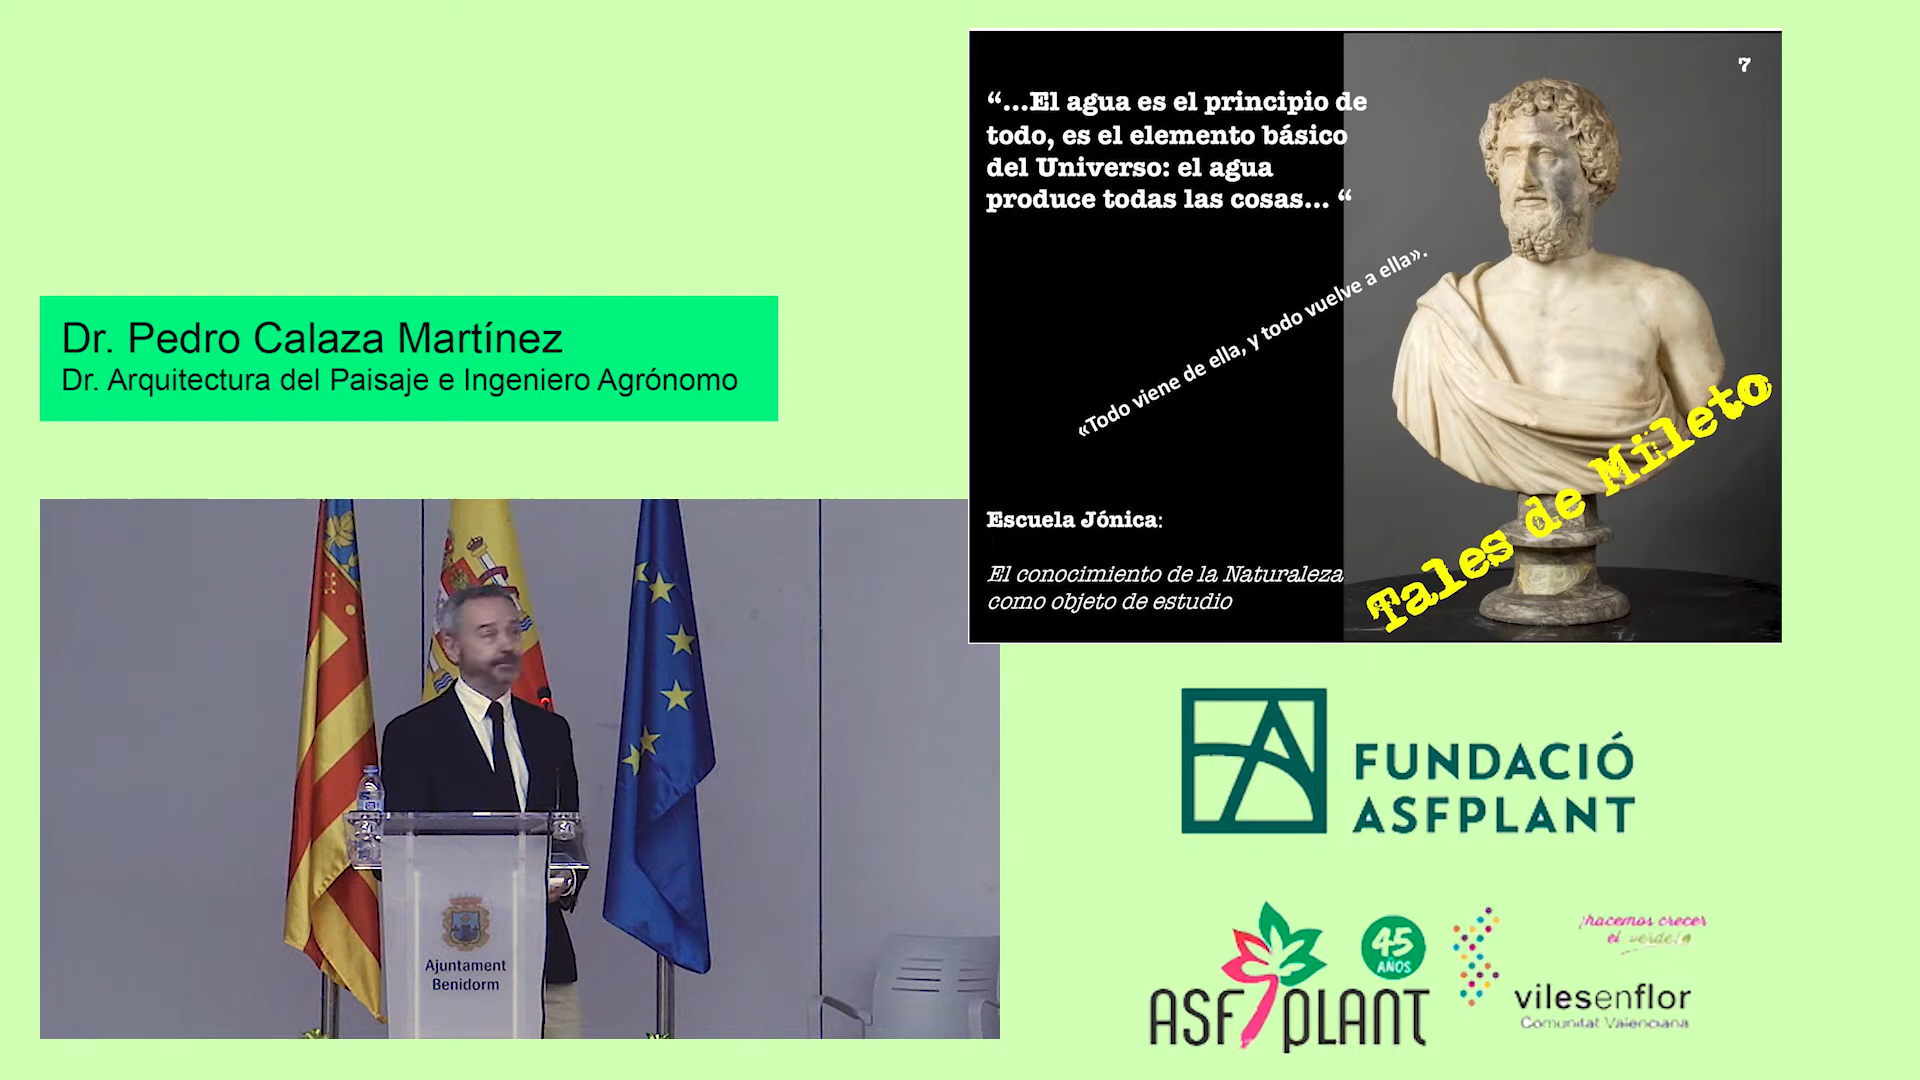 7
“...El agua es el principio de
todo, es el elemento básico
del Universo: el agua
produce todas las cosas... “
«Todo viene de ella, y todo vuelve a ella».
Tales de Mileto
Escuela Jónica:
El conocimiento de la Naturaleza
como objeto de estudio
Dr. Pedro Calaza Martínez
Dr. Arquitectura del Paisaje e Ingeniero Agrónomo
Ajuntament
Benidorm
FUNDACIÓ
ASFPLANT
ASFPLANT
45
AÑOS
¡hacemos crecer
el verde!
vilesenflor
Comunitat Valenciana